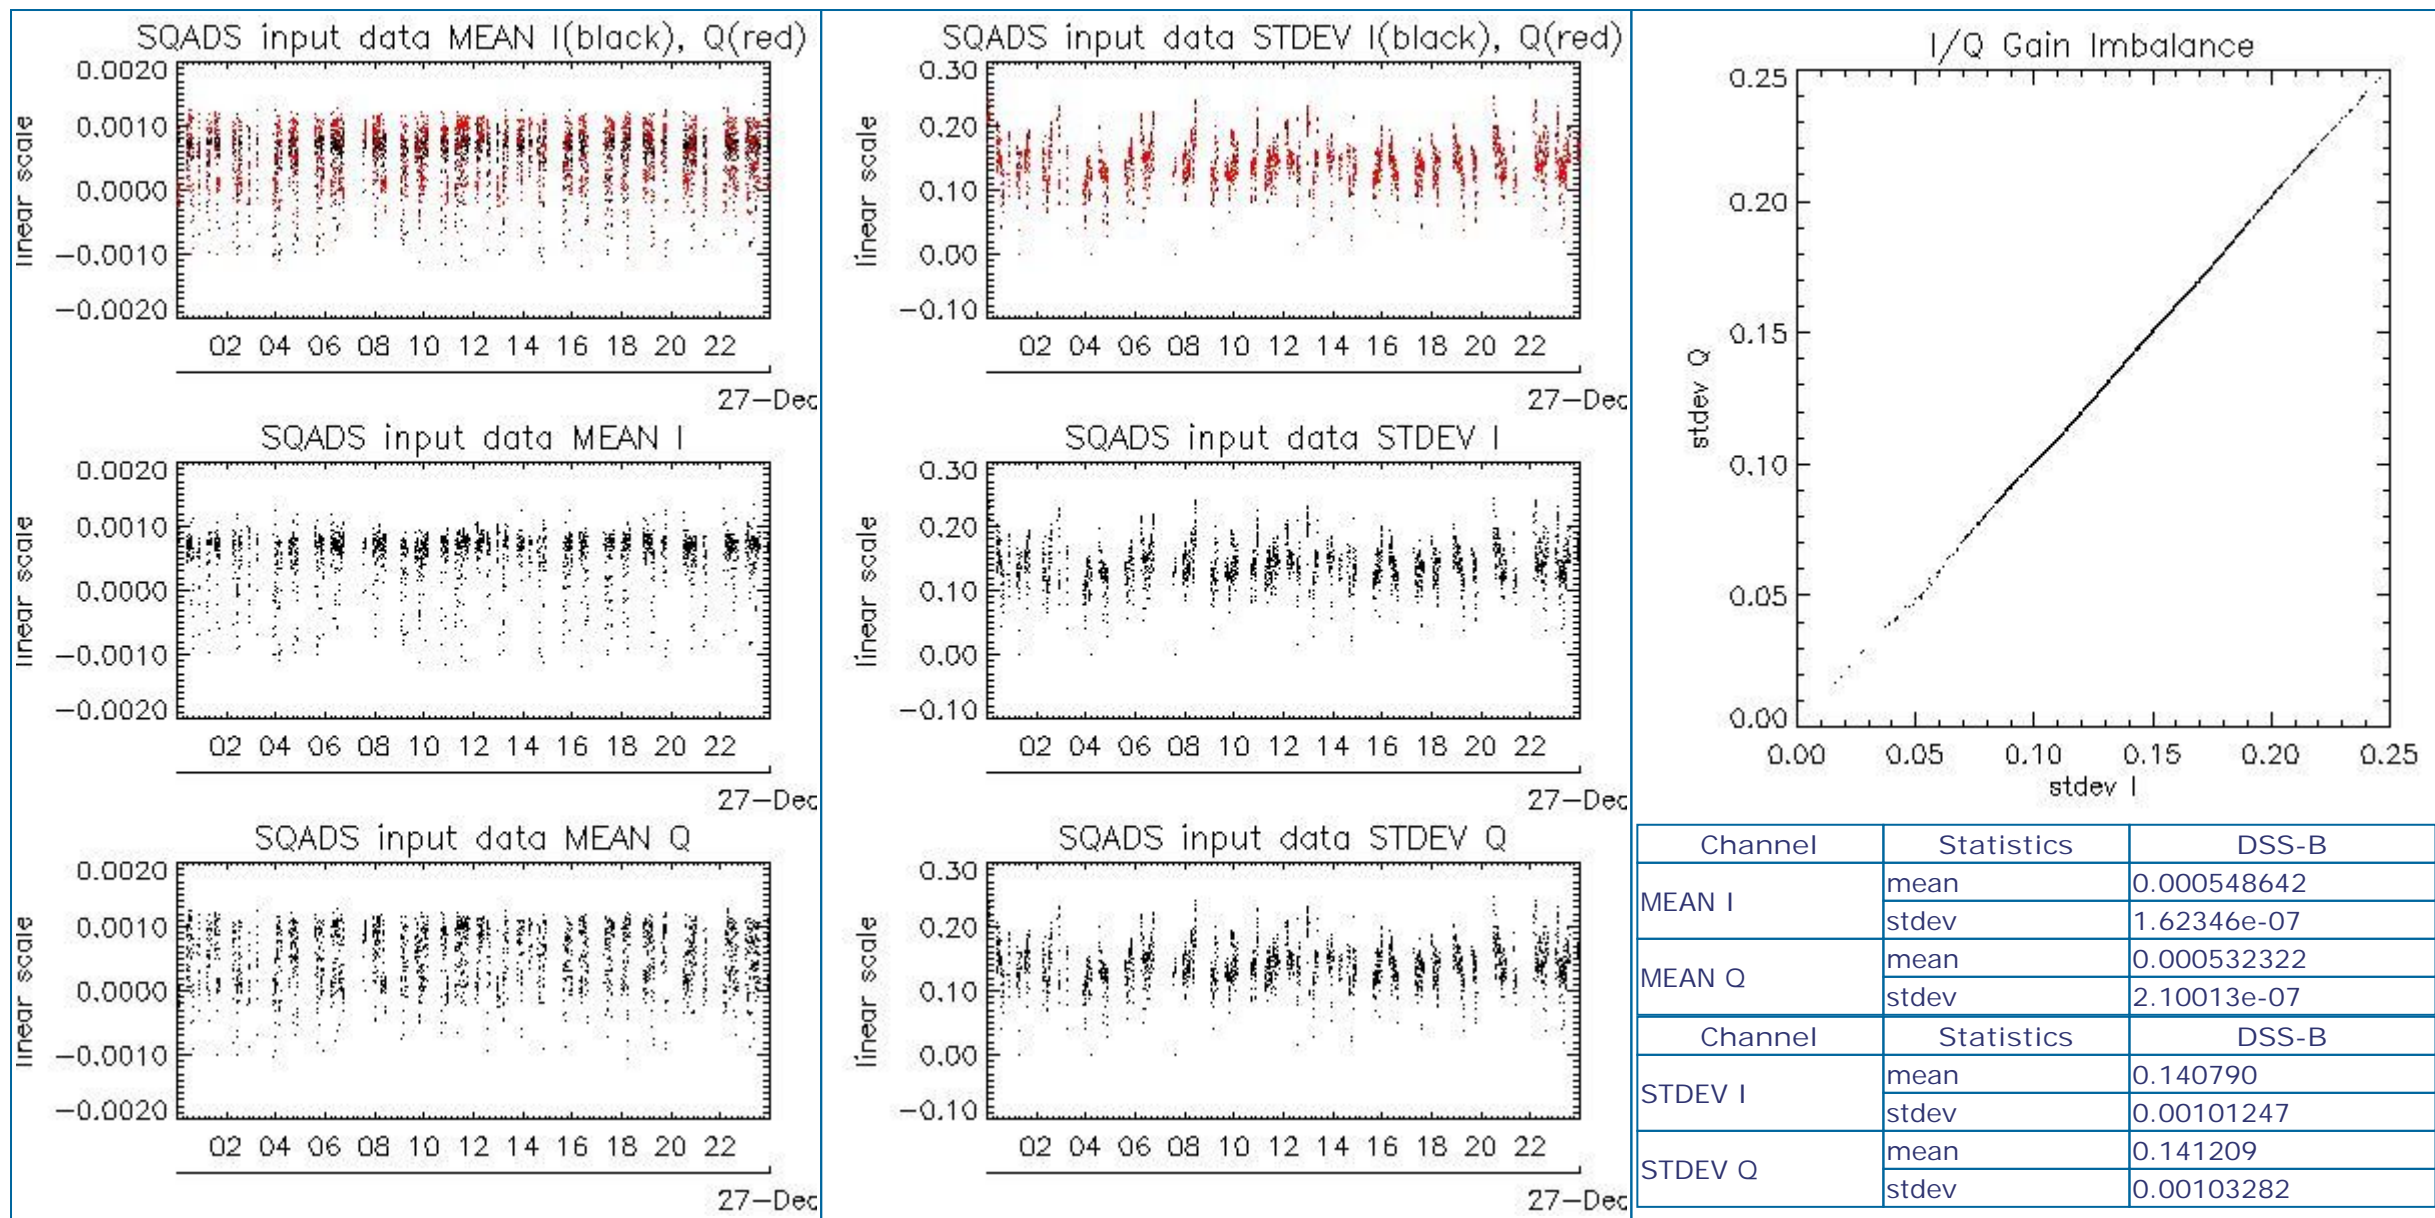 SQADS input data MEAN I(black), Q(red)
0.0020
0.0010
0.0000
−0.0010
−0.0020
linear scale
02 04 06 08 10 12 14 16 18 20 22
27−Dec
SQADS input data MEAN I
0.0020
0.0010
0.0000
−0.0010
−0.0020
linear scale
02 04 06 08 10 12 14 16 18 20 22
27−Dec
SQADS input data MEAN Q
0.0020
0.0010
0.0000
−0.0010
−0.0020
linear scale
02 04 06 08 10 12 14 16 18 20 22
27−Dec
SQADS input data STDEV I(black), Q(red)
0.30
0.20
0.10
0.00
−0.10
linear scale
02 04 06 08 10 12 14 16 18 20 22
27−Dec
SQADS input data STDEV I
0.30
0.20
0.10
0.00
−0.10
linear scale
02 04 06 08 10 12 14 16 18 20 22
27−Dec
SQADS input data STDEV Q
0.30
0.20
0.10
0.00
−0.10
linear scale
02 04 06 08 10 12 14 16 18 20 22
27−Dec
I/Q Gain Imbalance
0.25
0.20
0.15
0.10
0.05
0.00
stdev Q
0.00 0.05 0.10 0.15 0.20 0.25
stdev I
Channel Statistics DSS-B
MEAN I mean 0.000548642
stdev 1.62346e-07
MEAN Q mean 0.000532322
stdev 2.10013e-07
Channel Statistics DSS-B
STDEV I mean 0.140790
stdev 0.00101247
STDEV Q mean 0.141209
stdev 0.00103282